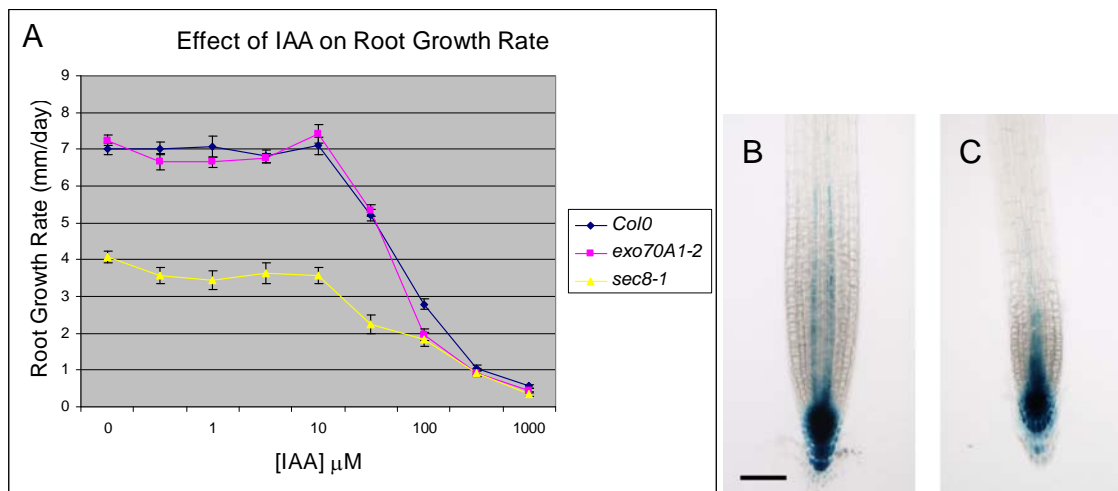 A
Effect of IAA on Root Growth Rate
9
8
7
6
5
4
3
2
1
0
Root Growth Rate (mm/day)
0
1
10
100
1000
[IAA] μM
Col0
exo70A1-2
sec8-1
B
C